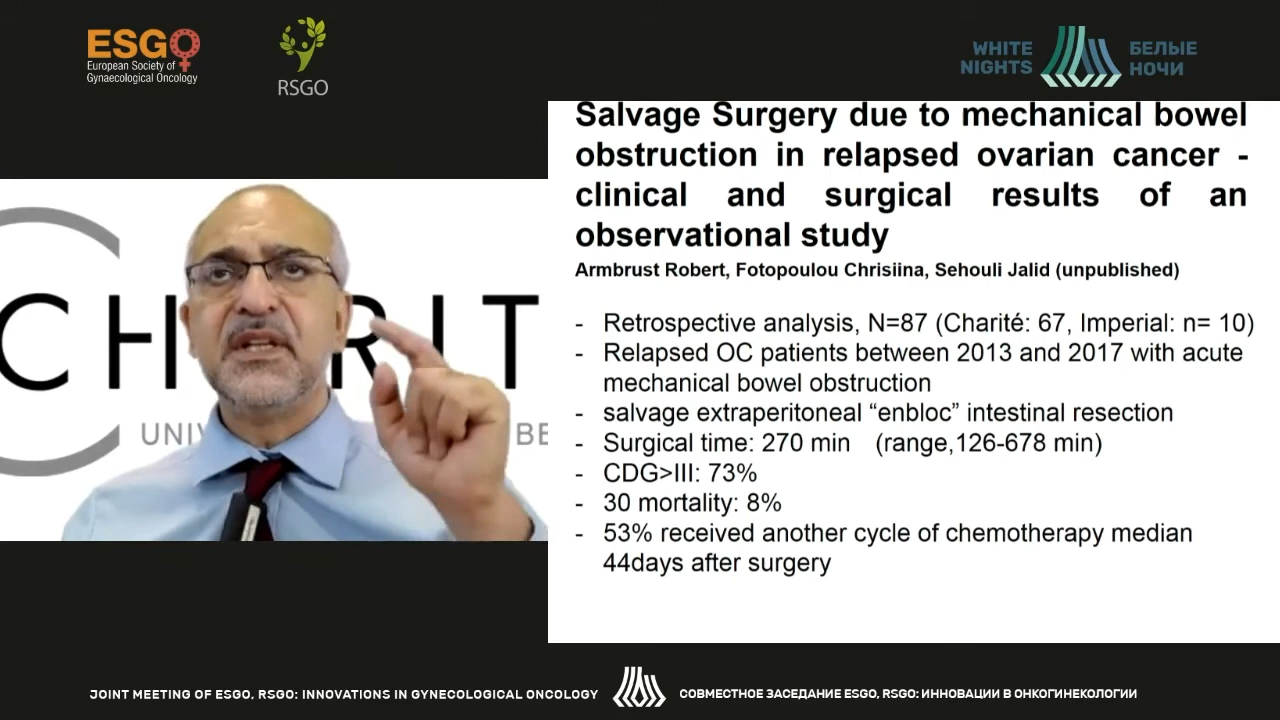 ESGO
European Society of
Gynaecological Oncology
RSGO
WHITE
NIGHTS
БЕЛЫЕ
НОЧИ
Salvage Surgery due to mechanical bowel
obstruction in relapsed ovarian cancer -
clinical and surgical results of an
observational study
Armbrust Robert, Fotopoulou Chrisiina, Sehouli Jalid (unpublished)
- Retrospective analysis, N=87 (Charité: 67, Imperial: n= 10)
- Relapsed OC patients between 2013 and 2017 with acute
mechanical bowel obstruction
- salvage extraperitoneal “enbloc” intestinal resection
- Surgical time: 270 min (range,126-678 min)
- CDG>III: 73%
- 30 mortality: 8%
- 53% received another cycle of chemotherapy median
44days after surgery
JOINT MEETING OF ESGO, RSGO: INNOVATIONS IN GYNECOLOGICAL ONCOLOGY
СОВМЕСТНОЕ ЗАСЕДАНИЕ ESGO, RSGO: ИННОВАЦИИ В ОНКОГИНЕКОЛОГИИ